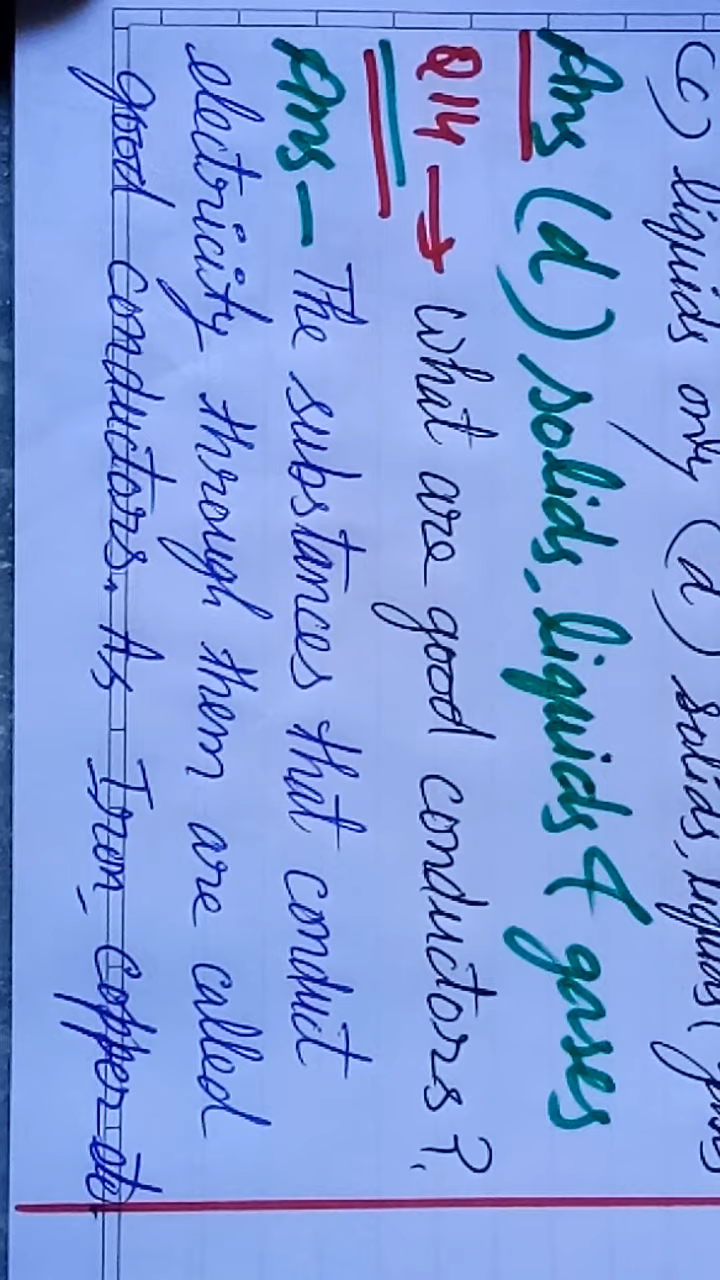 (c) liquids only (d) solids, liquids & gases
Ans (d) solids, liquids & gases
Q14 → What are good conductors?
Ans - The substances that conduct
electricity through them are called
good conductors. As - Iron, Copper etc.